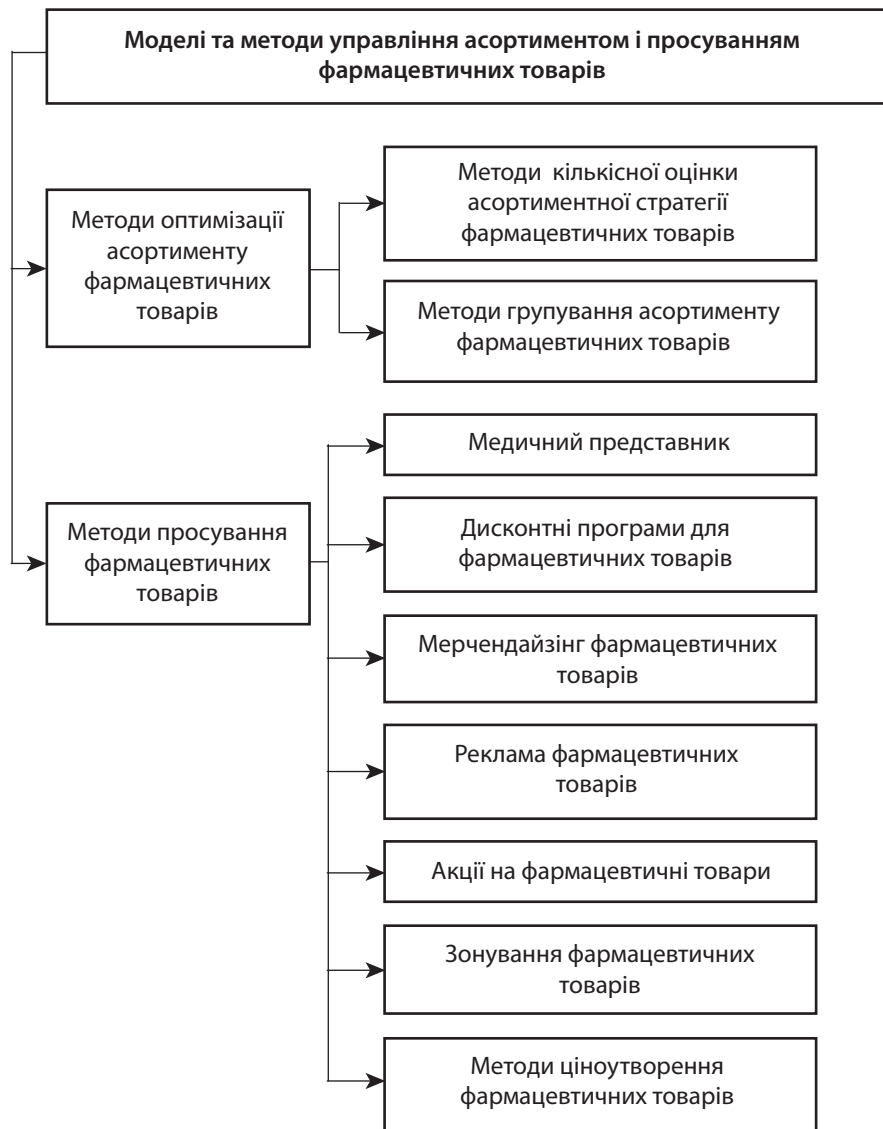 Моделі та методи управління асортиментом і просуванням
фармацевтичних товарів
Методи оптимізації
асортименту
фармацевтичних
товарів
Методи кількісної оцінки
асортиментної стратегії
фармацевтичних товарів
Методи групування асортименту
фармацевтичних товарів
Методи просування
фармацевтичних
товарів
Медичний представник
Дисконтні програми для
фармацевтичних товарів
Мерчендайзінг фармацевтичних
товарів
Реклама фармацевтичних
товарів
Акції на фармацевтичні товари
Зонування фармацевтичних
товарів
Методи ціноутворення
фармацевтичних товарів